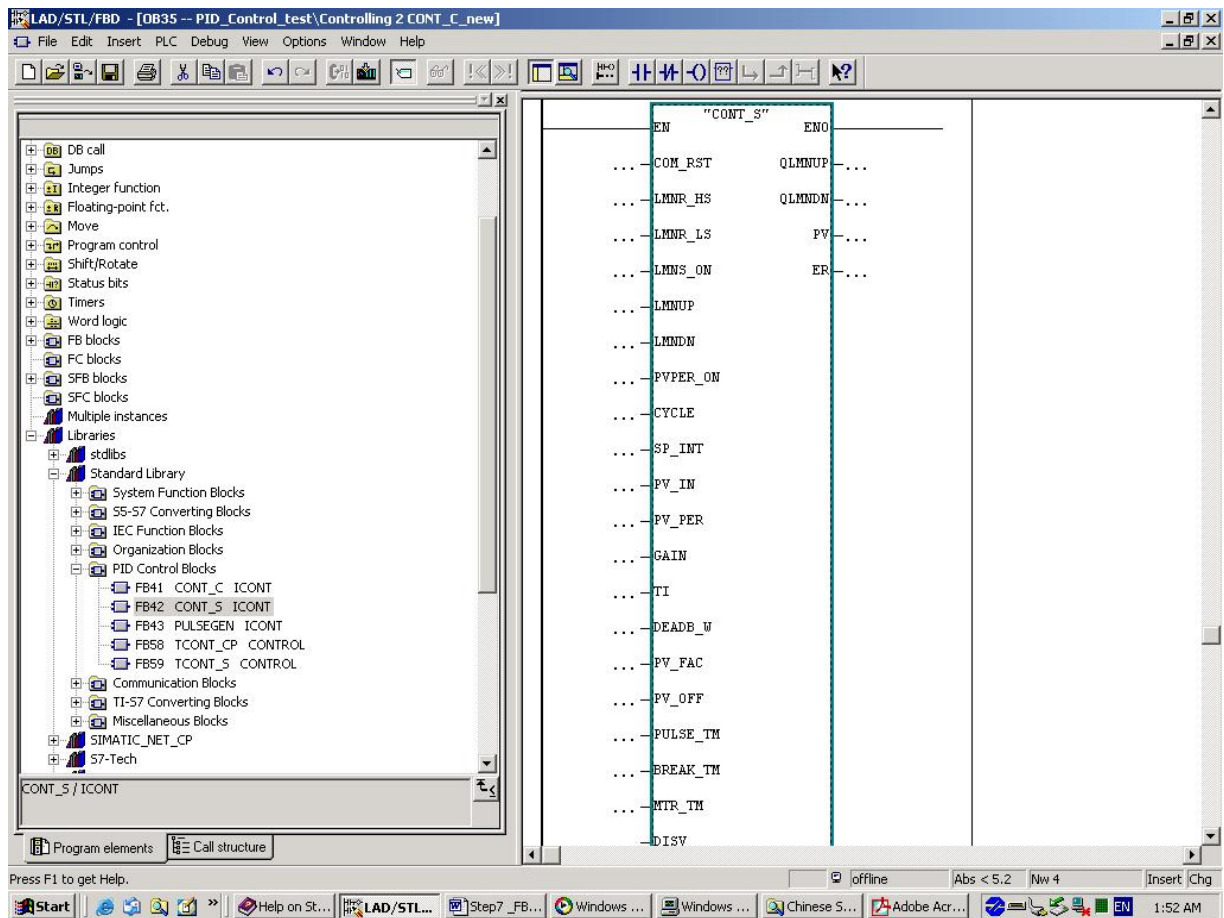 LAD/STL/FBD - [OB35 -- PID_Control_test\Controlling 2 CONT_C_new]
File Edit Insert PLC Debug View Options Window Help
DB call
Jumps
Integer function
Floating-point fct.
Move
Program control
Shift/Rotate
Status bits
Timers
Word logic
FB blocks
FC blocks
SFB blocks
SFC blocks
Multiple instances
Libraries
stdlibs
Standard Library
System Function Blocks
S5-S7 Converting Blocks
IEC Function Blocks
Organization Blocks
PID Control Blocks
FB41 CONT_C ICONT
FB42 CONT_S ICONT
FB43 PULSEGEN ICONT
FB58 TCONT_CP CONTROL
FB59 TCONT_S CONTROL
Communication Blocks
TI-S7 Converting Blocks
Miscellaneous Blocks
SIMATIC_NET_CP
S7-Tech
CONT_S / ICONT
Program elements Call structure
"CONT_S"
EN ENO
... COM_RST QLMNUP ...
... LMNR_HS QLMNDN ...
... LMNR_LS PV ...
... LMNS_ON ER ...
... LMNUP
... LMNDN
... PVPER_ON
... CYCLE
... SP_INT
... PV_IN
... PV_PER
... GAIN
... TI
... DEADB_W
... PV_FAC
... PV_OFF
... PULSE_TM
... BREAK_TM
... MTR_TM
DISV
Press F1 to get Help. offline Abs < 5.2 Nw 4 Insert Chg
Start » Help on St... LAD/STL... Step7 _FB... Windows ... Windows ... Chinese S... Adobe Acr... EN 1:52 AM